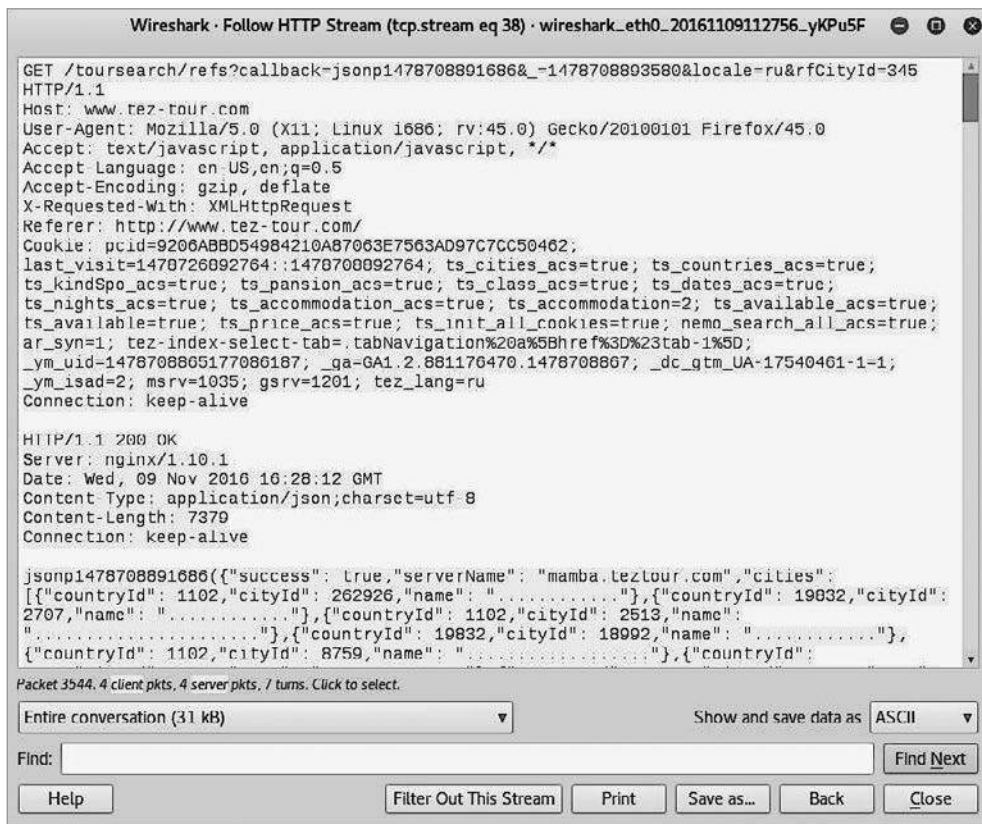 Wireshark · Follow HTTP Stream (tcp.stream eq 38) · wireshark_eth0_20161109112756_yKPu5F
GET /toursearch/refs?callback=jsonp1478708891686&_=1478708893580&locale=ru&rfCityId=345
HTTP/1.1
Host: www.tez-tour.com
User-Agent: Mozilla/5.0 (X11; Linux i686; rv:45.0) Gecko/20100101 Firefox/45.0
Accept: text/javascript, application/javascript, */*
Accept-Language: en-US,en;q=0.5
Accept-Encoding: gzip, deflate
X-Requested-With: XMLHttpRequest
Referer: http://www.tez-tour.com/
Cookie: pcid=9206ABBD54984210A87063E7563AD97C7CC50462;
last_visit=1478726892764::1478708892764; ts_cities_acs=true; ts_countries_acs=true;
ts_kindSpo_acs=true; ts_pansion_acs=true; ts_class_acs=true; ts_dates_acs=true;
ts_nights_acs=true; ts_accommodation_acs=true; ts_accommodation=2; ts_available_acs=true;
ts_available=true; ts_price_acs=true; ts_init_all_cookies=true; nemo_search_all_acs=true;
ar_syn=1; tez-index-select-tab=.tabNavigation%20a%5Bhref%3D%23tab-1%5D;
_ym_uid=1478708865177086187; _ga=GA1.2.881176470.1478708867; _dc_gtm_UA-17540461-1=1;
_ym_isad=2; msrv=1035; gsrv=1201; tez_lang=ru
Connection: keep-alive
HTTP/1.1 200 OK
Server: nginx/1.10.1
Date: Wed, 09 Nov 2016 16:28:12 GMT
Content-Type: application/json;charset=utf-8
Content-Length: 7379
Connection: keep-alive
jsonp1478708891686({"success": true,"serverName": "mamba.teztour.com","cities":
[{"countryId": 1102,"cityId": 262926,"name": "............"},{"countryId": 19832,"cityId":
2707,"name": "............"},{"countryId": 1102,"cityId": 2513,"name":
"......................"},{"countryId": 19832,"cityId": 18992,"name": "............"},
{"countryId": 1102,"cityId": 8759,"name": ".................."},{"countryId":
Packet 3544. 4 client pkts, 4 server pkts, 7 turns. Click to select.
Entire conversation (31 kB)
Show and save data as ASCII
Find:
Find Next
Help
Filter Out This Stream
Print
Save as...
Back
Close